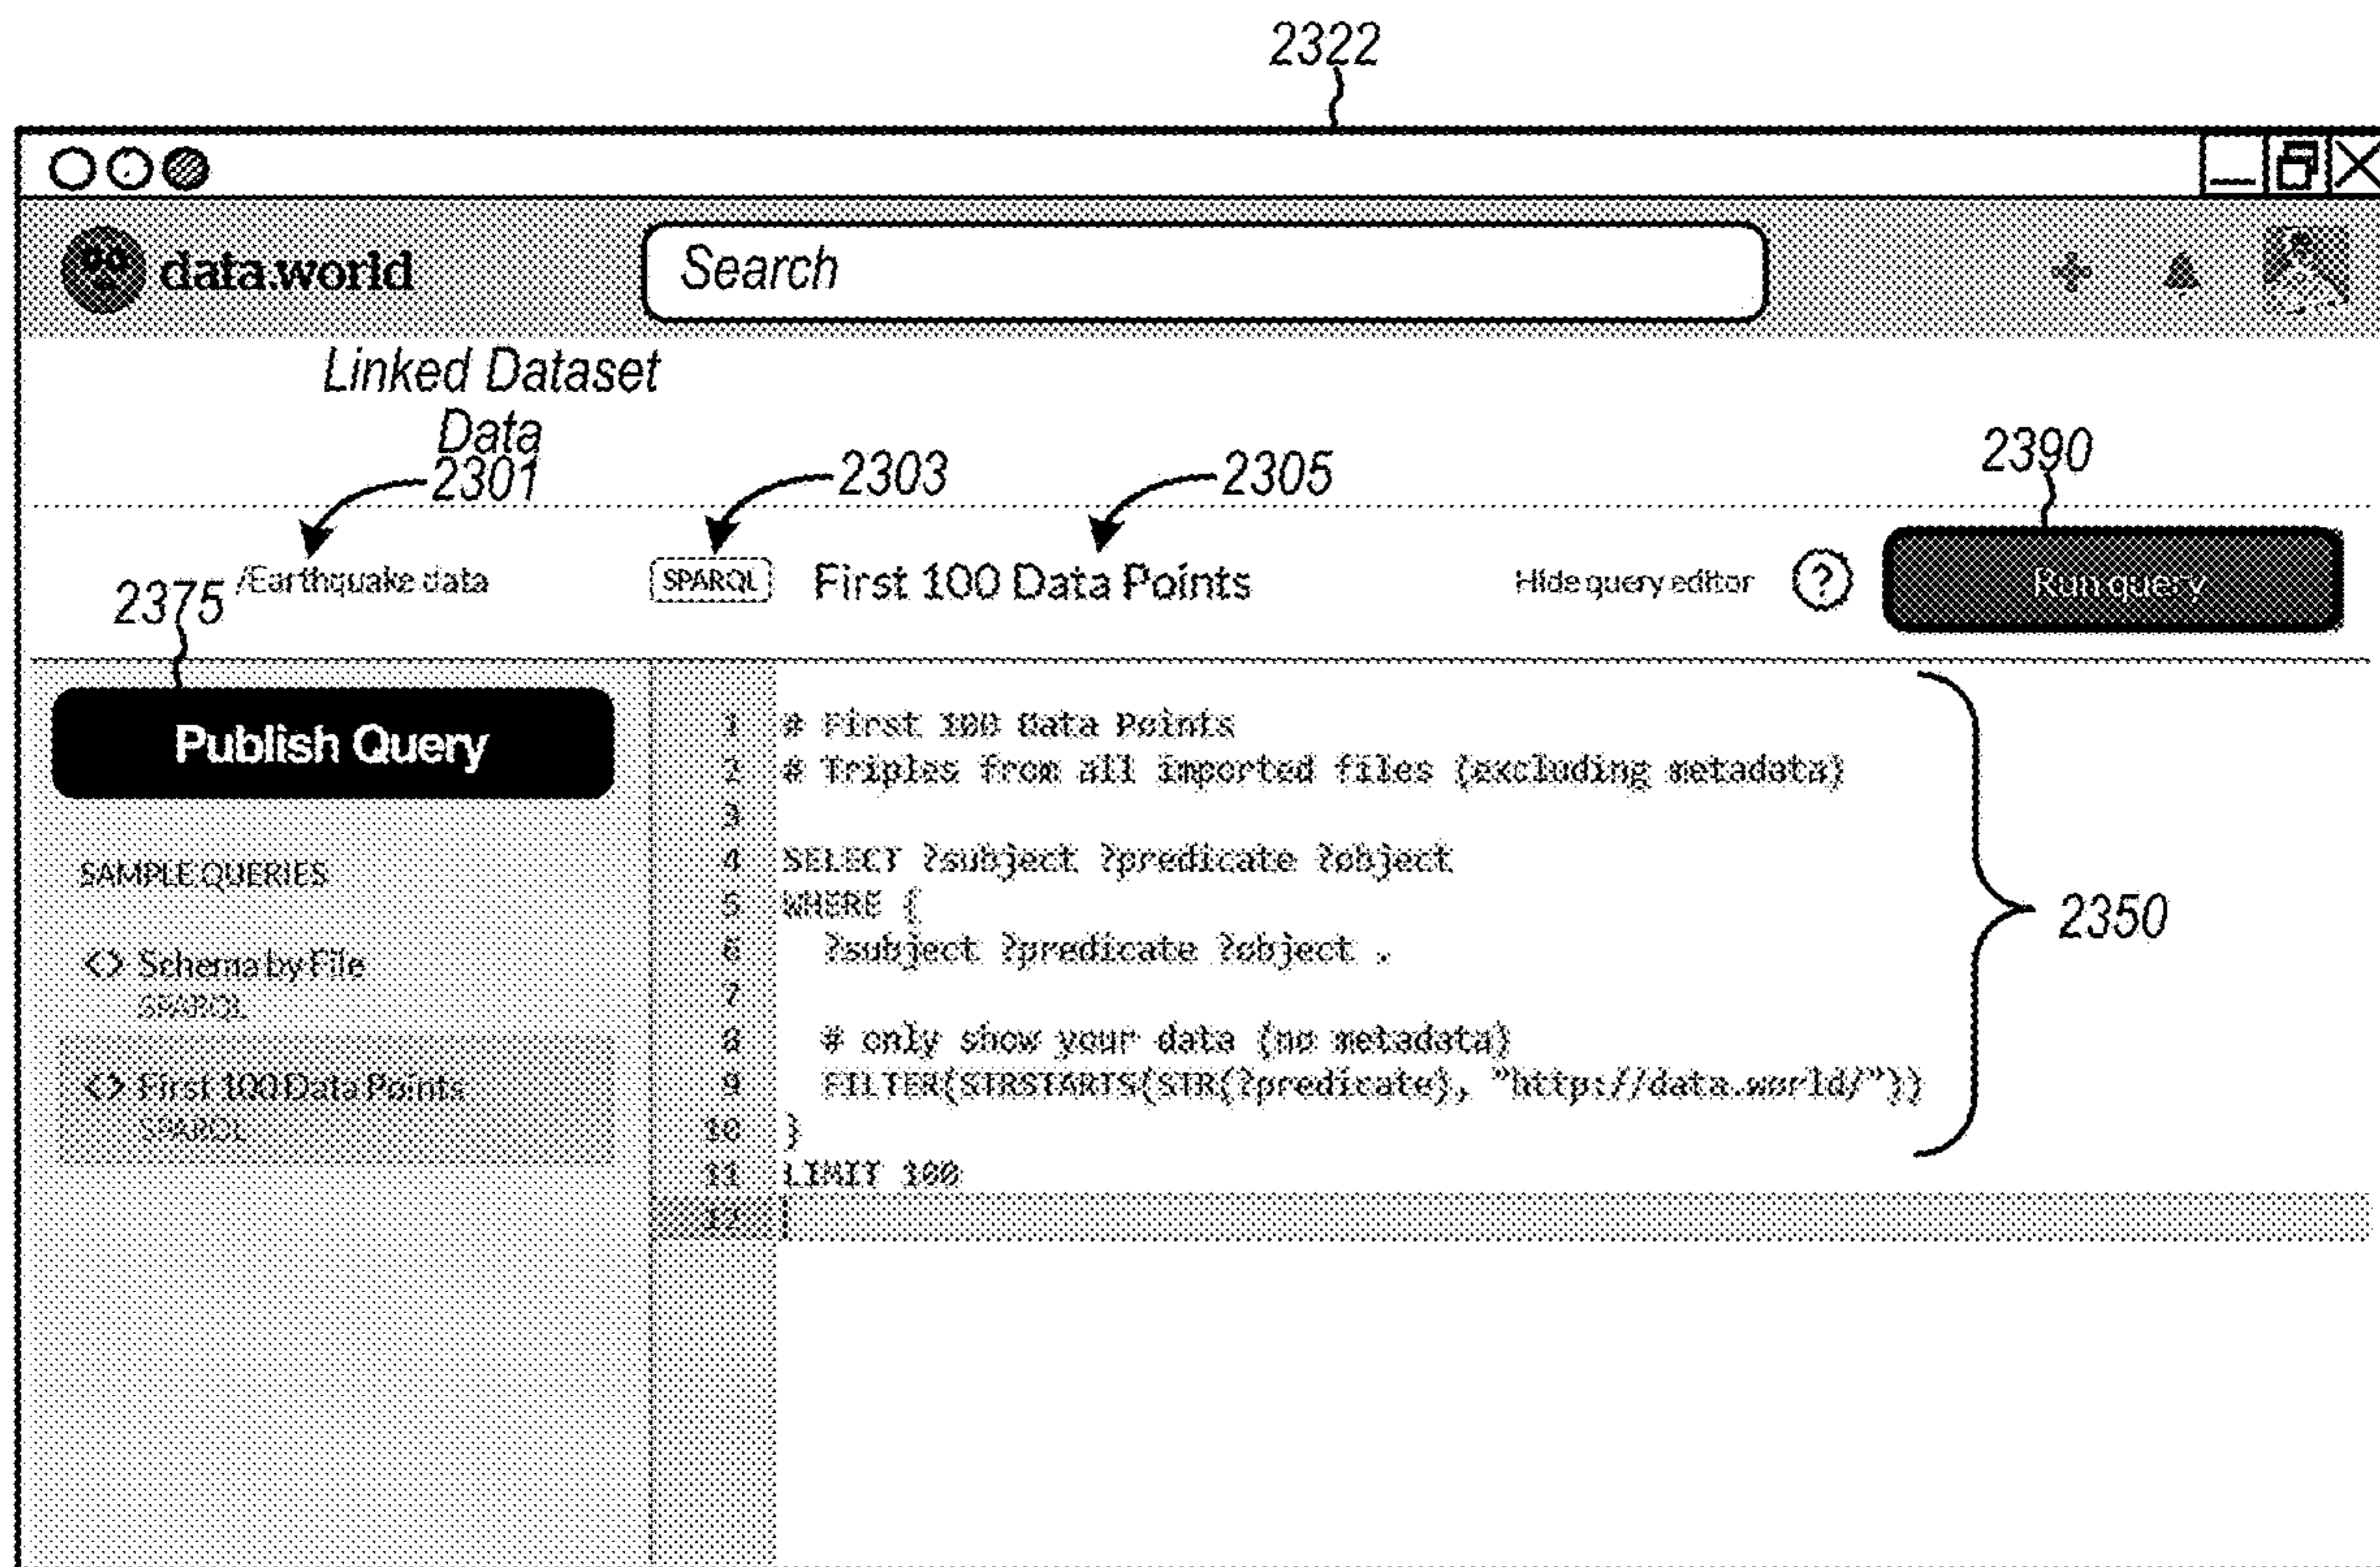 2322
data.world
Search
Linked Dataset
Data
2301
2303
2305
2390
/Earthquake data
SPARQL
First 100 Data Points
Hide query editor
?
Run query
2375
Publish Query
SAMPLE QUERIES
<> Schema by File
SPARQL
<> First 100 Data Points
SPARQL
1 # First 100 Data Points
2 # Triples from all imported files (excluding metadata)
3
4 SELECT ?subject ?predicate ?object
5 WHERE {
6 ?subject ?predicate ?object .
7
8 # only show your data (no metadata)
9 FILTER(STRSTARTS(STR(?predicate), "http://data.world/"))
10 }
11 LIMIT 100
12
2350